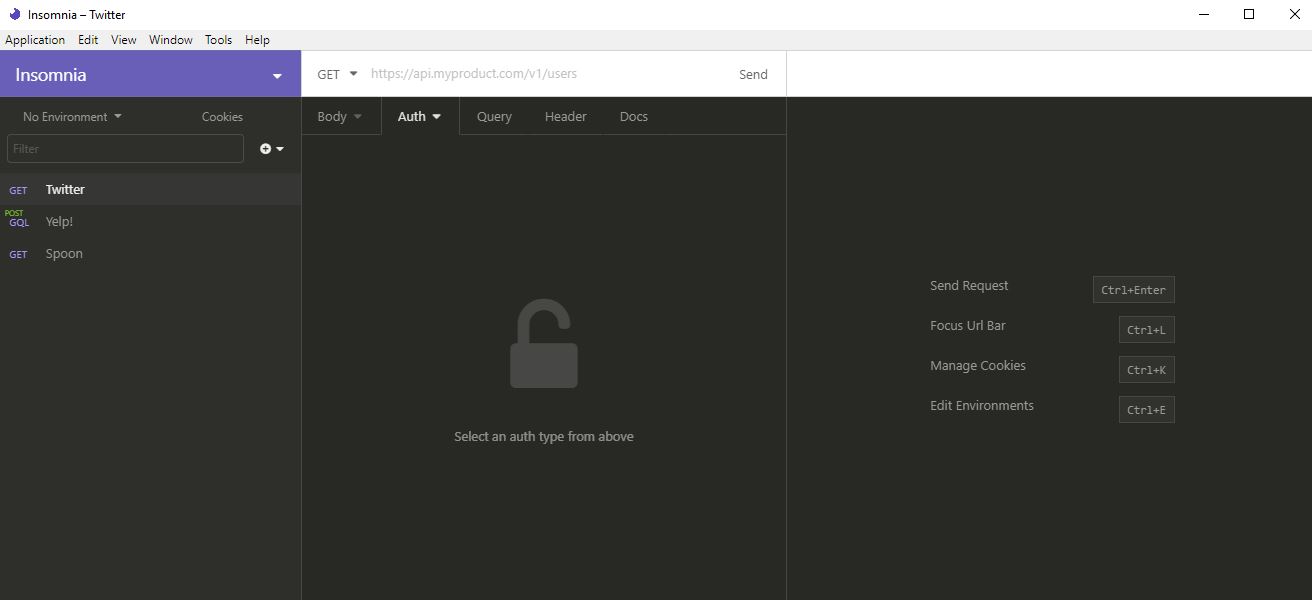 Insomnia – Twitter
Application Edit View Window Tools Help
Insomnia
GET https://api.myproduct.com/v1/users Send
No Environment Cookies
Body Auth Query Header Docs
Filter
GET Twitter
POST
GQL Yelp!
GET Spoon
Select an auth type from above
Send Request Ctrl+Enter
Focus Url Bar Ctrl+L
Manage Cookies Ctrl+K
Edit Environments Ctrl+E